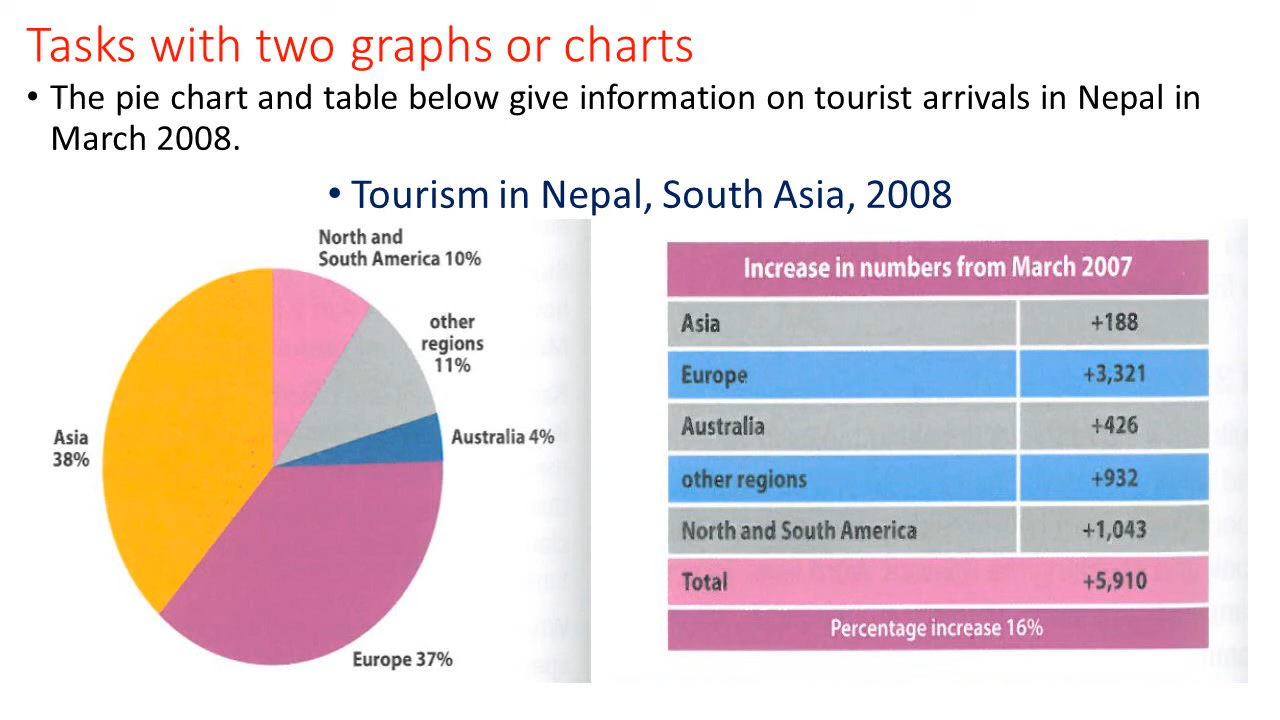 Tasks with two graphs or charts
• The pie chart and table below give information on tourist arrivals in Nepal in
March 2008.
• Tourism in Nepal, South Asia, 2008
North and
South America 10%
other
regions
11%
Australia 4%
Asia
38%
Europe 37%
Increase in numbers from March 2007
Asia +188
Europe +3,321
Australia +426
other regions +932
North and South America +1,043
Total +5,910
Percentage increase 16%